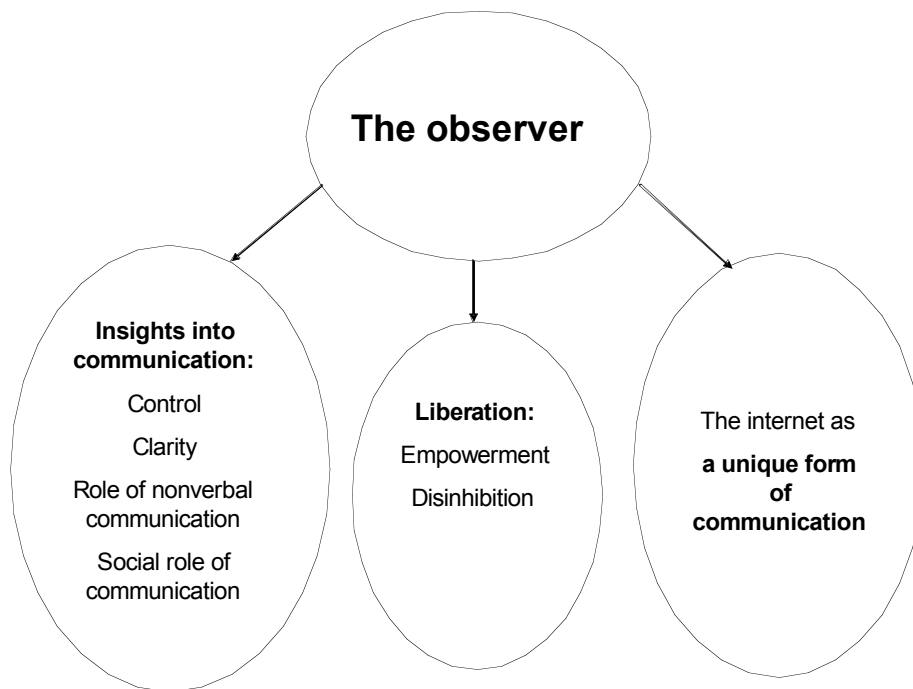 The observer
Insights into
communication:
Control
Clarity
Role of nonverbal
communication
Social role of
communication
Liberation:
Empowerment
Disinhibition
The internet as
a unique form
of
communication